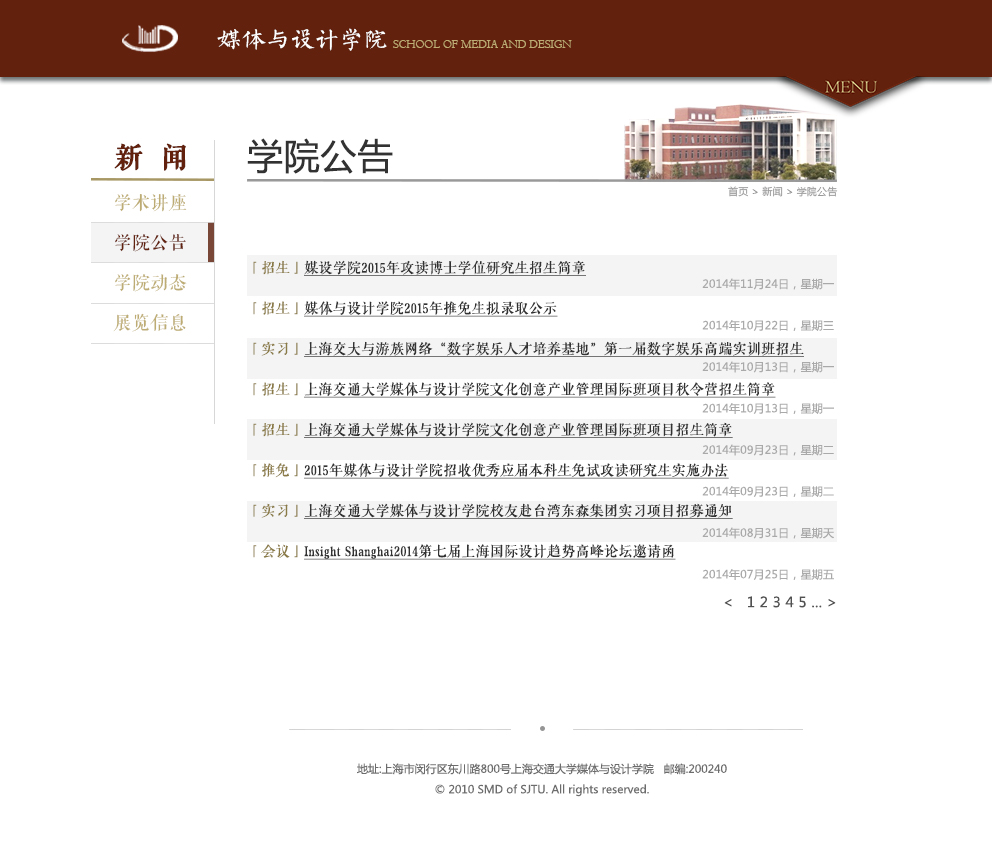 媒体与设计学院 SCHOOL OF MEDIA AND DESIGN
MENU
新 闻
学术讲座
学院公告
学院动态
展览信息
学院公告
首页 > 新闻 > 学院公告
「招生」媒设学院2015年攻读博士学位研究生招生简章
2014年11月24日，星期一
「招生」媒体与设计学院2015年推免生拟录取公示
2014年10月22日，星期三
「实习」上海交大与游族网络“数字娱乐人才培养基地”第一届数字娱乐高端实训班招生
2014年10月13日，星期一
「招生」上海交通大学媒体与设计学院文化创意产业管理国际班项目秋令营招生简章
2014年10月13日，星期一
「招生」上海交通大学媒体与设计学院文化创意产业管理国际班项目招生简章
2014年09月23日，星期二
「推免」2015年媒体与设计学院招收优秀应届本科生免试攻读研究生实施办法
2014年09月23日，星期二
「实习」上海交通大学媒体与设计学院校友赴台湾东森集团实习项目招募通知
2014年08月31日，星期天
「会议」Insight Shanghai2014第七届上海国际设计趋势高峰论坛邀请函
2014年07月25日，星期五
< 1 2 3 4 5 ... >
地址:上海市闵行区东川路800号上海交通大学媒体与设计学院 邮编:200240
© 2010 SMD of SJTU. All rights reserved.